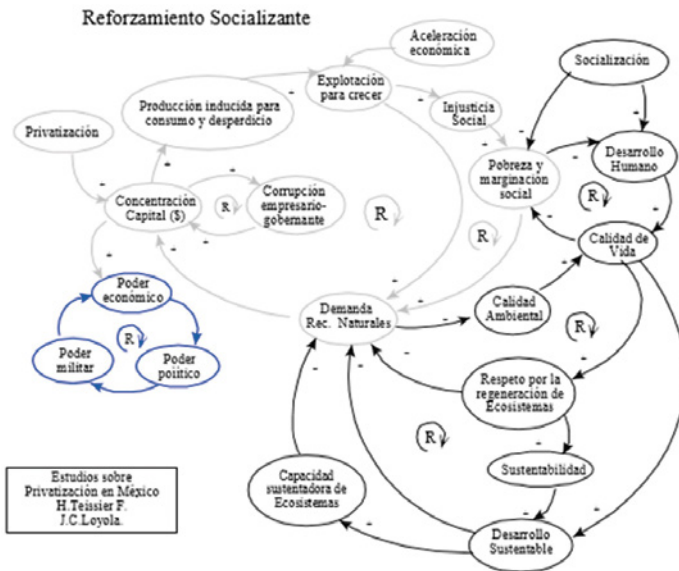 Reforzamiento Socializante
Aceleración
económica
Explotación
para crecer
Socialización
Producción inducida para
consumo y desperdicio
Injusticia
Social
Privatización
Pobreza y
marginación
social
Desarrollo
Humano
Concentración
Capital ($)
R
Corrupción
empresario-
gobernante
R
R
R
Calidad de
Vida
Poder
económico
Demanda
Rec. Naturales
Calidad
Ambiental
R
Poder
militar
R
Poder
político
Respeto por la
regeneración de
Ecosistemas
R
Sustentabilidad
Capacidad
sustentadora de
Ecosistemas
Desarrollo
Sustentable
Estudios sobre
Privatización en México
H.Teissier F.
J.C.Loyola.